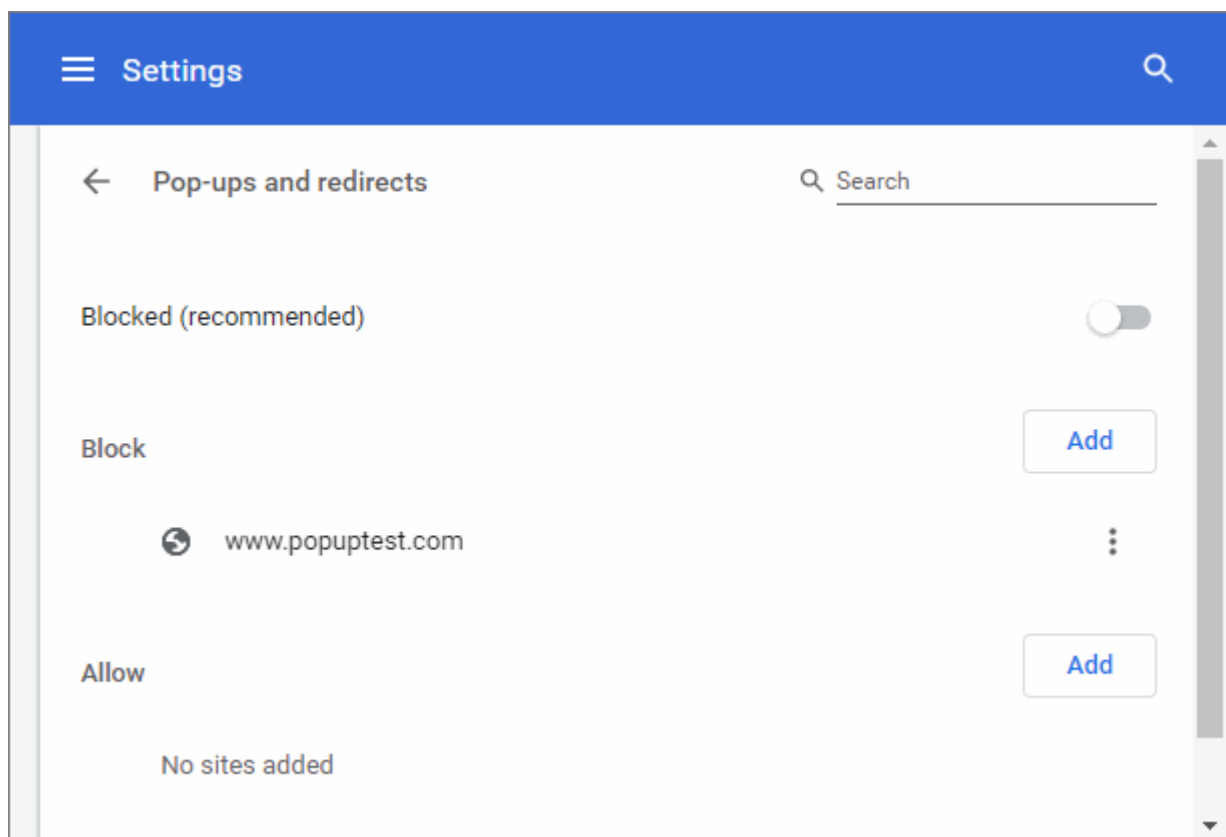 Settings
Pop-ups and redirects
Search
Blocked (recommended)
Block
Add
www.popuptest.com
Allow
Add
No sites added